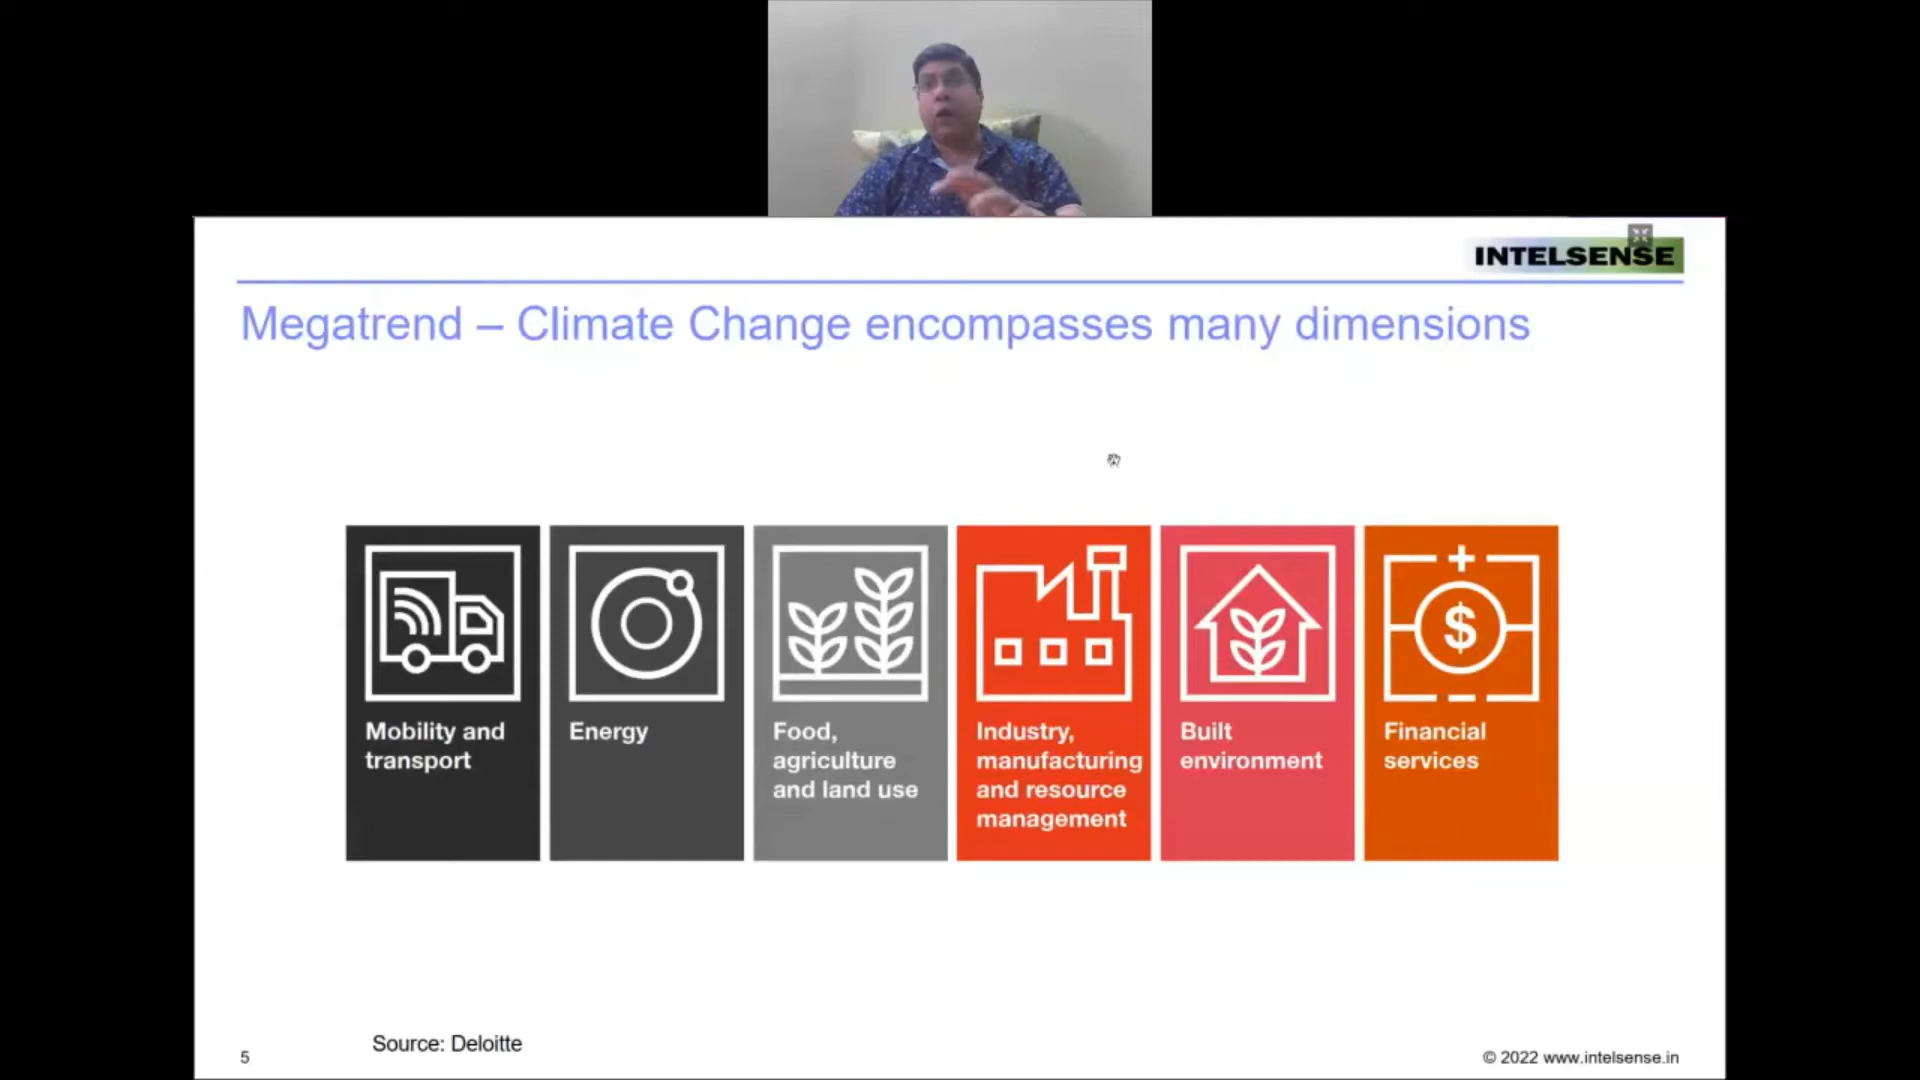 INTELSENSE
Megatrend – Climate Change encompasses many dimensions
Mobility and
transport
Energy
Food,
agriculture
and land use
Industry,
manufacturing
and resource
management
Built
environment
$
Financial
services
Source: Deloitte
5
© 2022 www.intelsense.in